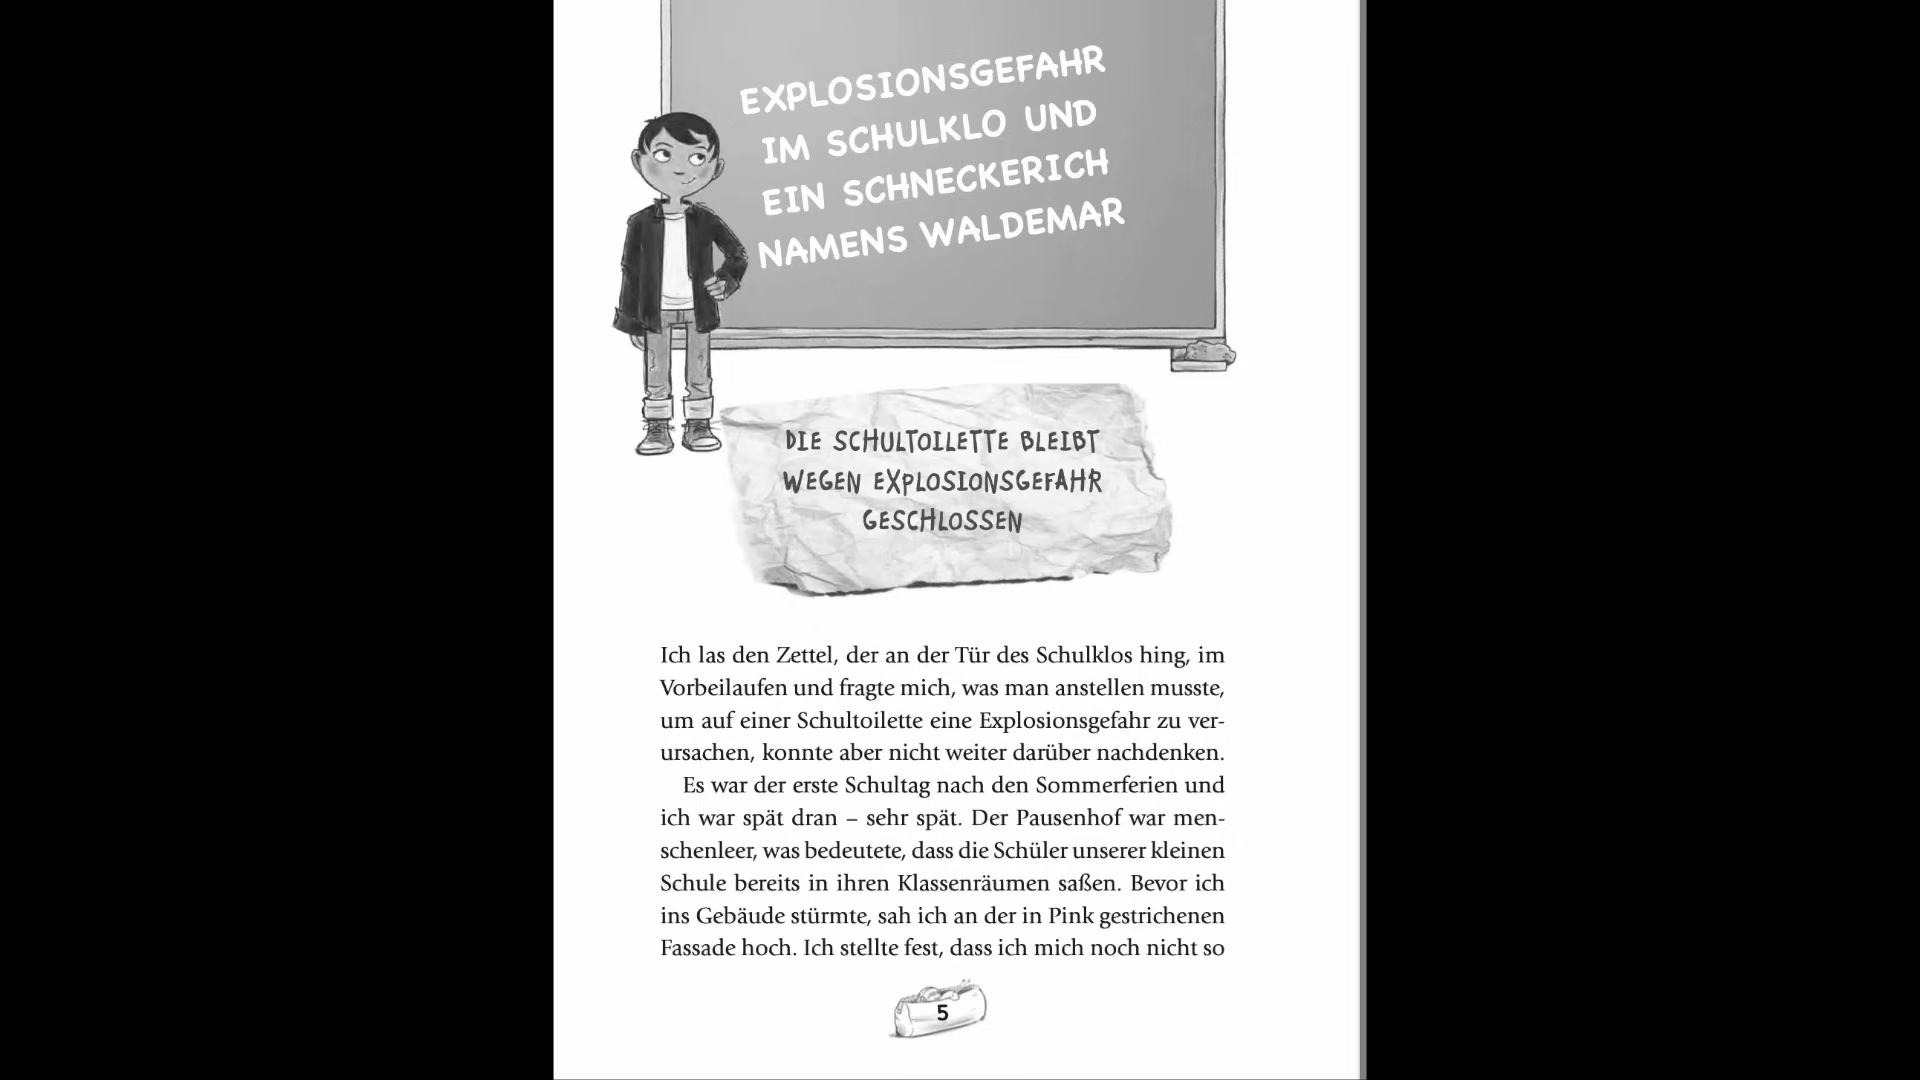 EXPLOSIONSGEFAHR
IM SCHULKLO UND
EIN SCHNECKERICH
NAMENS WALDEMAR
DIE SCHULTOILETTE BLEIBT
WEGEN EXPLOSIONSGEFAHR
GESCHLOSSEN
Ich las den Zettel, der an der Tür des Schulklos hing, im
Vorbeilaufen und fragte mich, was man anstellen musste,
um auf einer Schultoilette eine Explosionsgefahr zu ver-
ursachen, konnte aber nicht weiter darüber nachdenken.
Es war der erste Schultag nach den Sommerferien und
ich war spät dran – sehr spät. Der Pausenhof war men-
schenleer, was bedeutete, dass die Schüler unserer kleinen
Schule bereits in ihren Klassenräumen saßen. Bevor ich
ins Gebäude stürmte, sah ich an der in Pink gestrichenen
Fassade hoch. Ich stellte fest, dass ich mich noch nicht so
5